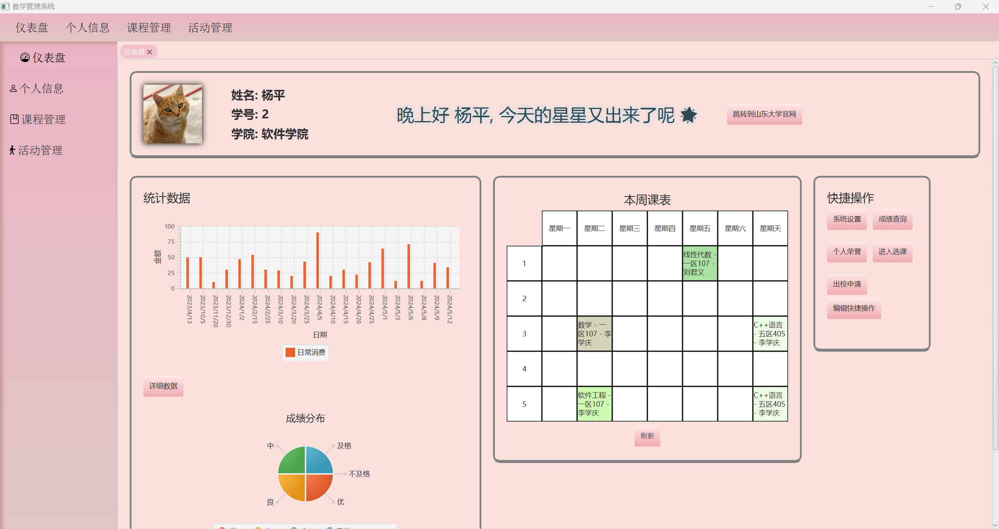 教学管理系统
仪表盘 个人信息 课程管理 活动管理
仪表盘
个人信息
课程管理
活动管理
仪表盘
姓名: 杨平
学号: 2
学院: 软件学院
晚上好 杨平, 今天的星星又出来了呢
跳转到山东大学官网
统计数据
金额
100
75
50
25
0
2023/4/13
2023/10/5
2023/11/20
2023/12/30
2024/1/2
2024/2/15
2024/2/25
2024/3/10
2024/3/20
2024/3/25
2024/4/5
2024/4/10
2024/4/15
2024/4/20
2024/4/25
2024/5/1
2024/5/3
2024/5/6
2024/5/8
2024/5/9
2024/5/12
日期
日常消费
详细数据
成绩分布
中
及格
不及格
良
优
本周课表
星期一 星期二 星期三 星期四 星期五 星期六 星期天
1
线性代数 -
一区107 -
刘君义
2
3
数学 - 一
区107 - 李
学庆
C++语言
- 五区405
- 李学庆
4
5
软件工程 -
一区107 -
李学庆
C++语言
- 五区405
- 李学庆
刷新
快捷操作
系统设置 成绩查询
个人荣誉 进入选课
出校申请
编辑快捷操作